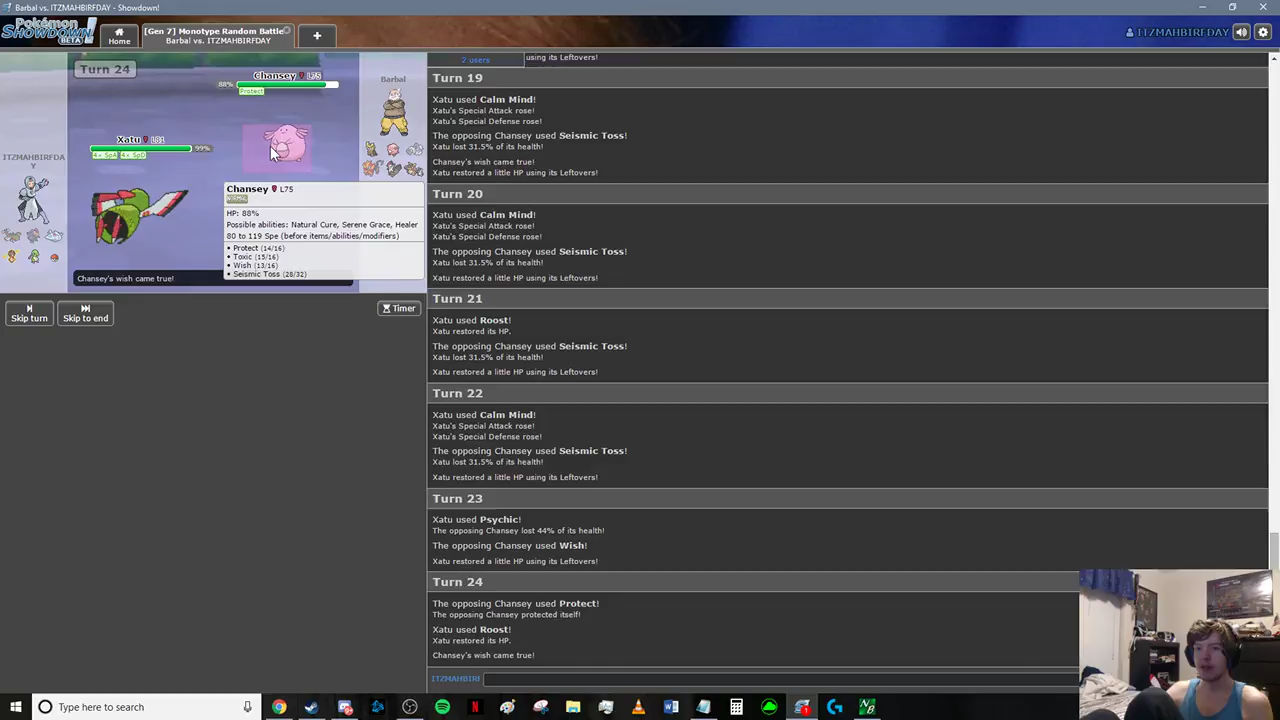 Barbal vs. ITZMAHBIRFDAY - Showdown!
Pokémon
SHOWDOWN!
BETA
Home
[Gen 7] Monotype Random Battle
Barbal vs. ITZMAHBIRFDAY
ITZMAHBIRFDAY
Turn 24
Chansey L75
88%
Protect
Barbal
Xatu L81
99%
4× SpA 4× SpD
ITZMAHBIRFDA
Y
Chansey L75
HP: 88%
Possible abilities: Natural Cure, Serene Grace, Healer
80 to 119 Spe (before items/abilities/modifiers)
• Protect (14/16)
• Toxic (15/16)
• Wish (13/16)
• Seismic Toss (28/32)
Chansey's wish came true!
Skip turn
Skip to end
Timer
2 users
using its Leftovers!
Turn 19
Xatu used Calm Mind!
Xatu's Special Attack rose!
Xatu's Special Defense rose!
The opposing Chansey used Seismic Toss!
Xatu lost 31.5% of its health!
Chansey's wish came true!
Xatu restored a little HP using its Leftovers!
Turn 20
Xatu used Calm Mind!
Xatu's Special Attack rose!
Xatu's Special Defense rose!
The opposing Chansey used Seismic Toss!
Xatu lost 31.5% of its health!
Xatu restored a little HP using its Leftovers!
Turn 21
Xatu used Roost!
Xatu restored its HP.
The opposing Chansey used Seismic Toss!
Xatu lost 31.5% of its health!
Xatu restored a little HP using its Leftovers!
Turn 22
Xatu used Calm Mind!
Xatu's Special Attack rose!
Xatu's Special Defense rose!
The opposing Chansey used Seismic Toss!
Xatu lost 31.5% of its health!
Xatu restored a little HP using its Leftovers!
Turn 23
Xatu used Psychic!
The opposing Chansey lost 44% of its health!
The opposing Chansey used Wish!
Xatu restored a little HP using its Leftovers!
Turn 24
The opposing Chansey used Protect!
The opposing Chansey protected itself!
Xatu used Roost!
Xatu restored its HP.
Chansey's wish came true!
ITZMAHBIRF
Type here to search